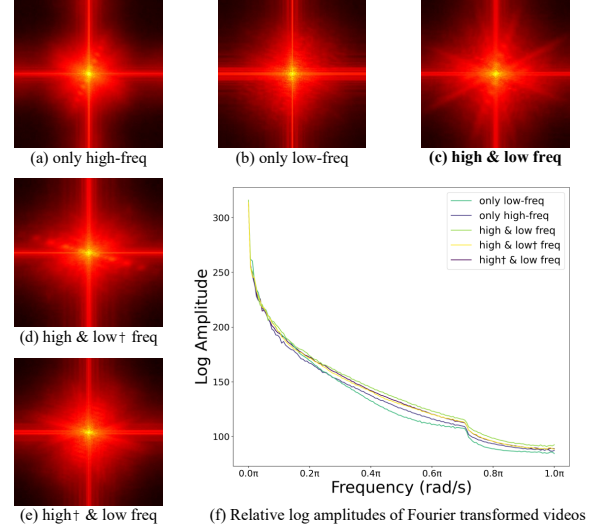 (a) only high-freq
(b) only low-freq
(c) high & low freq
(d) high & low† freq
(e) high† & low freq
only low-freq
only high-freq
high & low freq
high & low† freq
high† & low freq
Log Amplitude
300
250
200
150
100
0.0π 0.2π 0.4π 0.6π 0.8π 1.0π
Frequency (rad/s)
(f) Relative log amplitudes of Fourier transformed videos